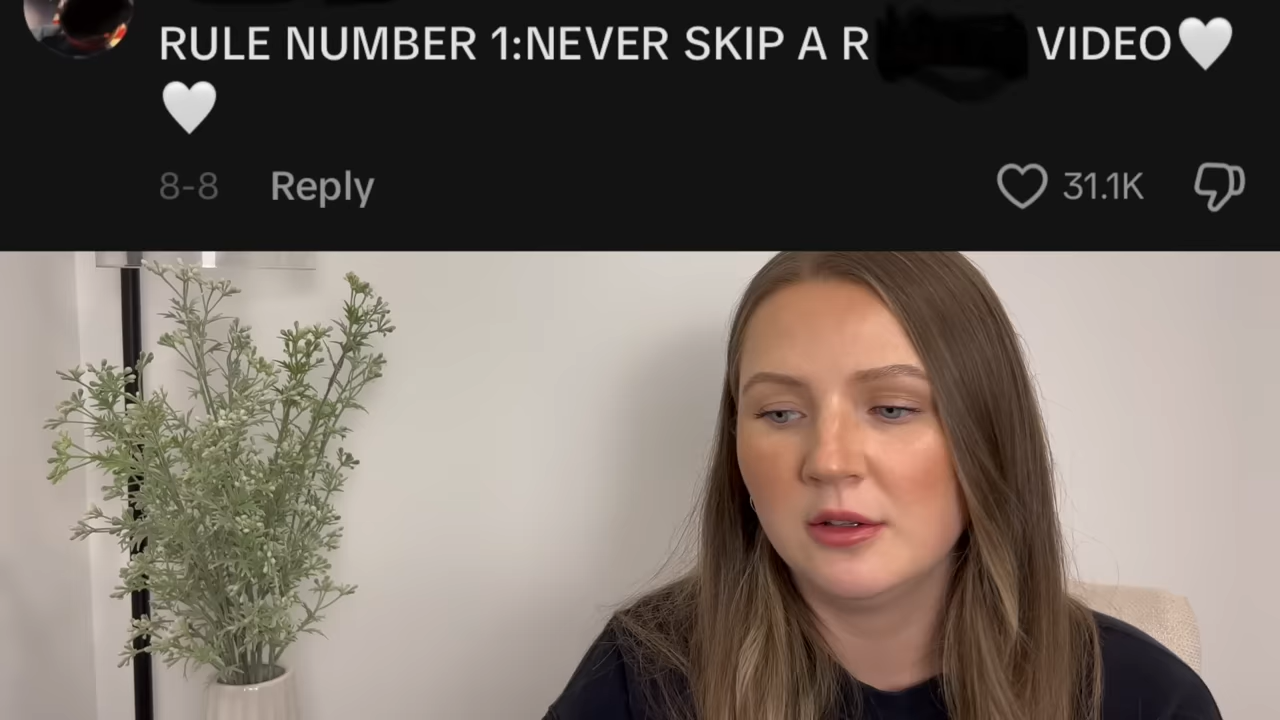 RULE NUMBER 1:NEVER SKIP A R VIDEO🤍
🤍
8-8 Reply 31.1K